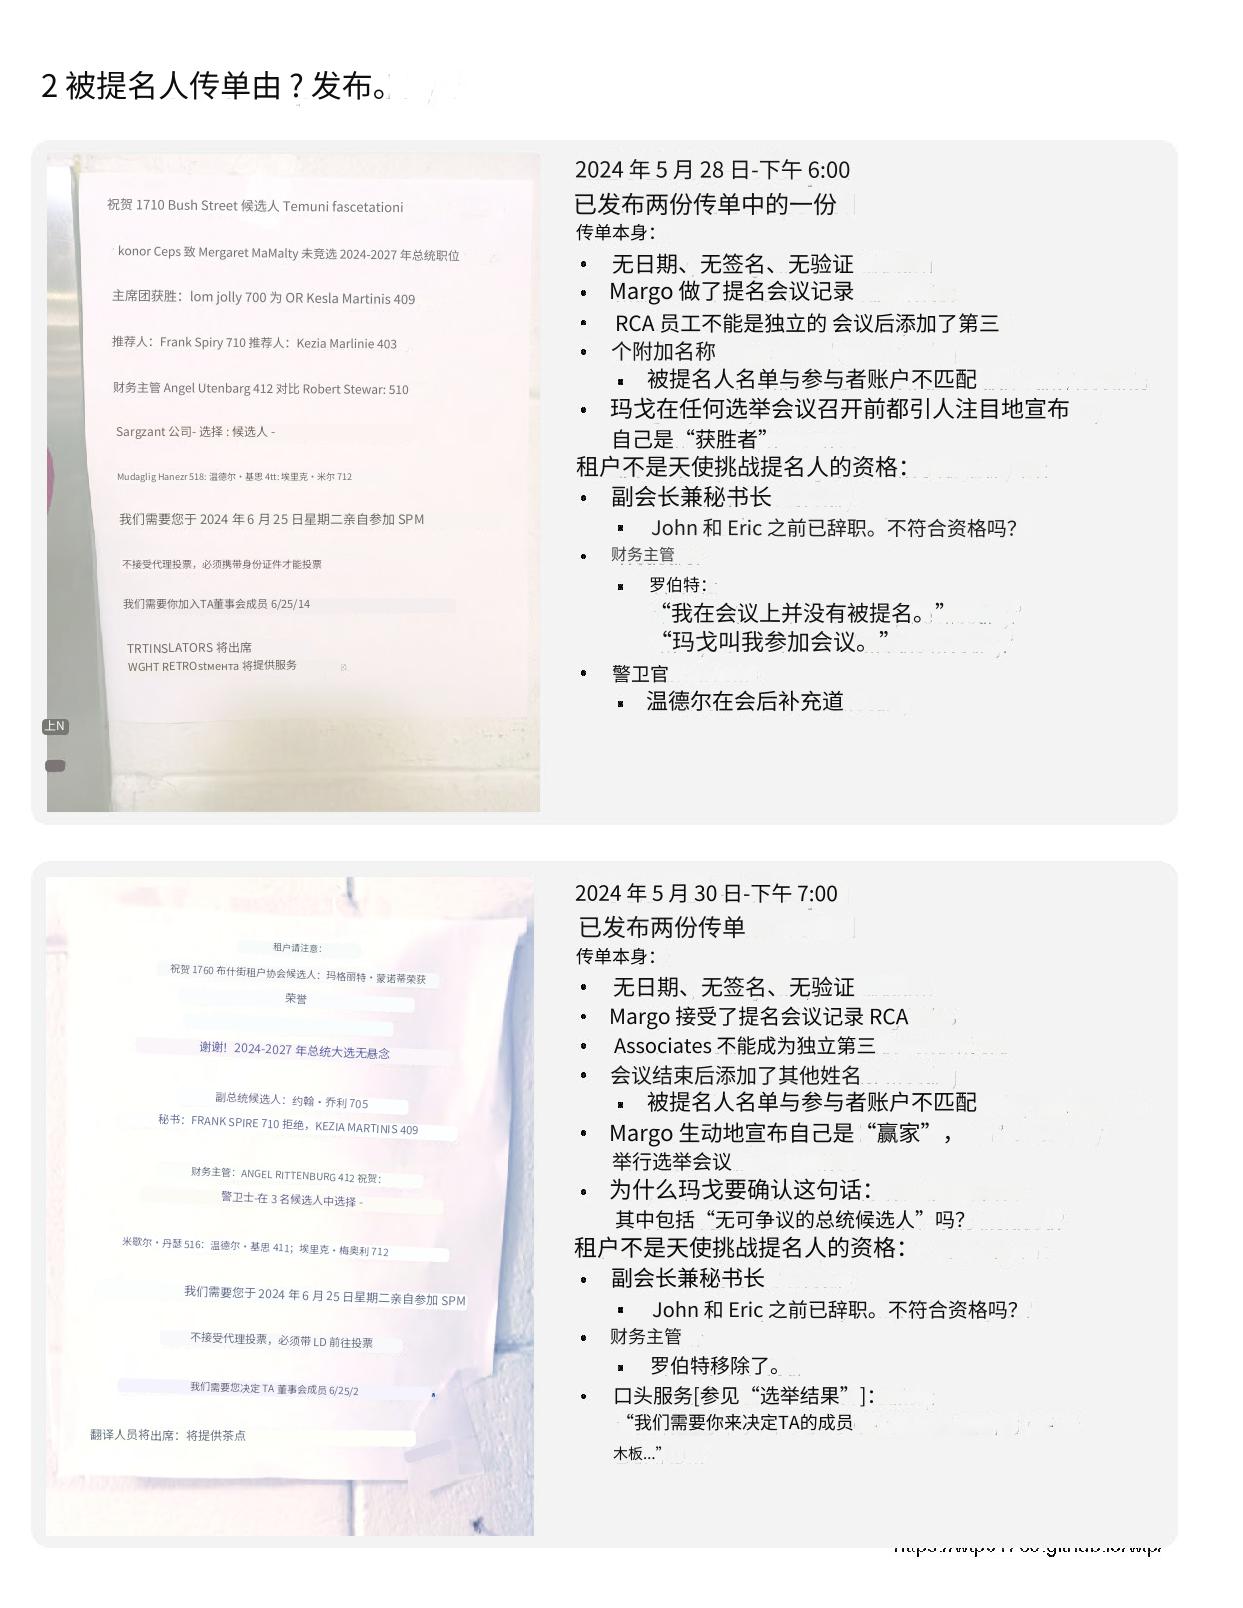 2 被提名人传单由？发布。
祝贺 1710 Bush Street 候选人 Temuni fascetationi
konor Ceps 致 Mergaret MaMalty 未竞选 2024-2027 年总统职位
主席团获胜：lom jolly 700 为 OR Kesla Martinis 409
推荐人：Frank Spiry 710 推荐人：Kezia Marlinie 403
财务主管 Angel Utenbarg 412 对比 Robert Stewar: 510
Sargzant 公司- 选择 : 候选人 -
Mudaglig Hanezr 518: 温德尔・基思 4tt: 埃里克・米尔 712
我们需要您于 2024 年 6 月 25 日星期二亲自参加 SPM
不接受代理投票，必须携带身份证件才能投票
我们需要你加入TA董事会成员 6/25/14
TRTINSLATORS 将出席
WGHT RETROstмента 将提供服务
上N
2024 年 5 月 28 日-下午 6:00
已发布两份传单中的一份
传单本身：
• 无日期、无签名、无验证
• Margo 做了提名会议记录
• RCA 员工不能是独立的 会议后添加了第三
• 个附加名称
▪ 被提名人名单与参与者账户不匹配
• 玛戈在任何选举会议召开前都引人注目地宣布
自己是“获胜者”
租户不是天使挑战提名人的资格：
• 副会长兼秘书长
▪ John 和 Eric 之前已辞职。不符合资格吗？
• 财务主管
▪ 罗伯特：
“我在会议上并没有被提名。”
“玛戈叫我参加会议。”
• 警卫官
▪ 温德尔在会后补充道
租户请注意：
祝贺 1760 布什街租户协会候选人：玛格丽特・蒙诺蒂荣获
荣誉
谢谢！2024-2027 年总统大选无悬念
副总统候选人：约翰・乔利 705
秘书：FRANK SPIRE 710 拒绝，KEZIA MARTINIS 409
财务主管：ANGEL RITTENBURG 412 祝贺：
警卫士-在 3 名候选人中选择 -
米歇尔・丹瑟 516：温德尔・基思 411；埃里克・梅奥利 712
我们需要您于 2024 年 6 月 25 日星期二亲自参加 SPM
不接受代理投票，必须带 LD 前往投票
我们需要您决定 TA 董事会成员 6/25/2
翻译人员将出席：将提供茶点
2024 年 5 月 30 日-下午 7:00
已发布两份传单
传单本身：
• 无日期、无签名、无验证
• Margo 接受了提名会议记录 RCA
• Associates 不能成为独立第三
• 会议结束后添加了其他姓名
▪ 被提名人名单与参与者账户不匹配
• Margo 生动地宣布自己是“赢家”，
举行选举会议
• 为什么玛戈要确认这句话：
其中包括“无可争议的总统候选人”吗？
租户不是天使挑战提名人的资格：
• 副会长兼秘书长
▪ John 和 Eric 之前已辞职。不符合资格吗？
• 财务主管
▪ 罗伯特移除了。
• 口头服务[参见“选举结果”]：
“我们需要你来决定TA的成员
木板...”